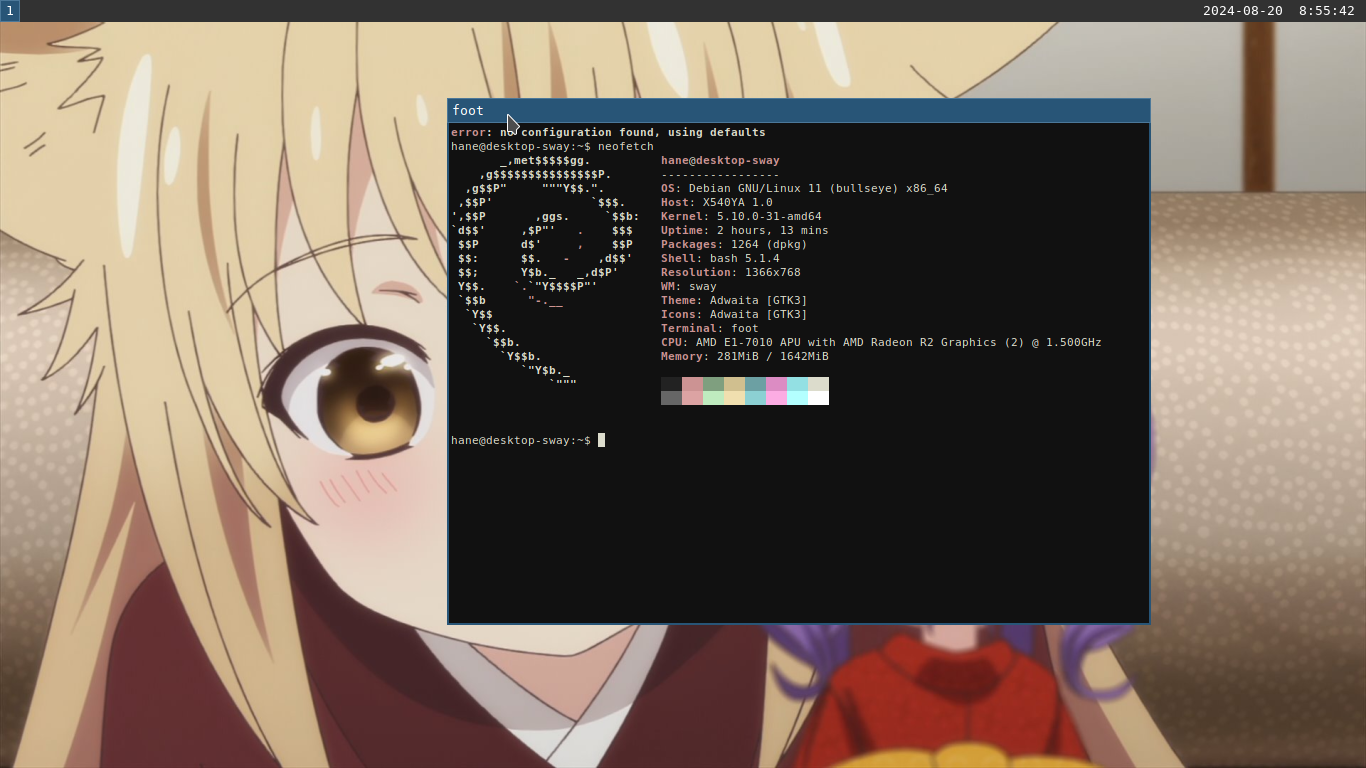 1 2024-08-20 8:55:42
foot
error: no configuration found, using defaults
hane@desktop-sway:~$ neofetch
       _,met$$$$$gg.          hane@desktop-sway
    ,g$$$$$$$$$$$$$$$P.       -----------------
  ,g$$P"     """Y$$.".        OS: Debian GNU/Linux 11 (bullseye) x86_64
 ,$$P'              `$$$.     Host: X540YA 1.0
',$$P       ,ggs.     `$$b:   Kernel: 5.10.0-31-amd64
`d$$'     ,$P"'   .    $$$    Uptime: 2 hours, 13 mins
 $$P      d$'     ,    $$P    Packages: 1264 (dpkg)
 $$:      $$.   -    ,d$$'    Shell: bash 5.1.4
 $$;      Y$b._   _,d$P'      Resolution: 1366x768
 Y$$.    `.`"Y$$$$P"'         WM: sway
 `$$b      "-.__              Theme: Adwaita [GTK3]
  `Y$$                        Icons: Adwaita [GTK3]
   `Y$$.                      Terminal: foot
     `$$b.                    CPU: AMD E1-7010 APU with AMD Radeon R2 Graphics (2) @ 1.500GHz
       `Y$$b.                 Memory: 281MiB / 1642MiB
          `"Y$b._
              `"""
hane@desktop-sway:~$